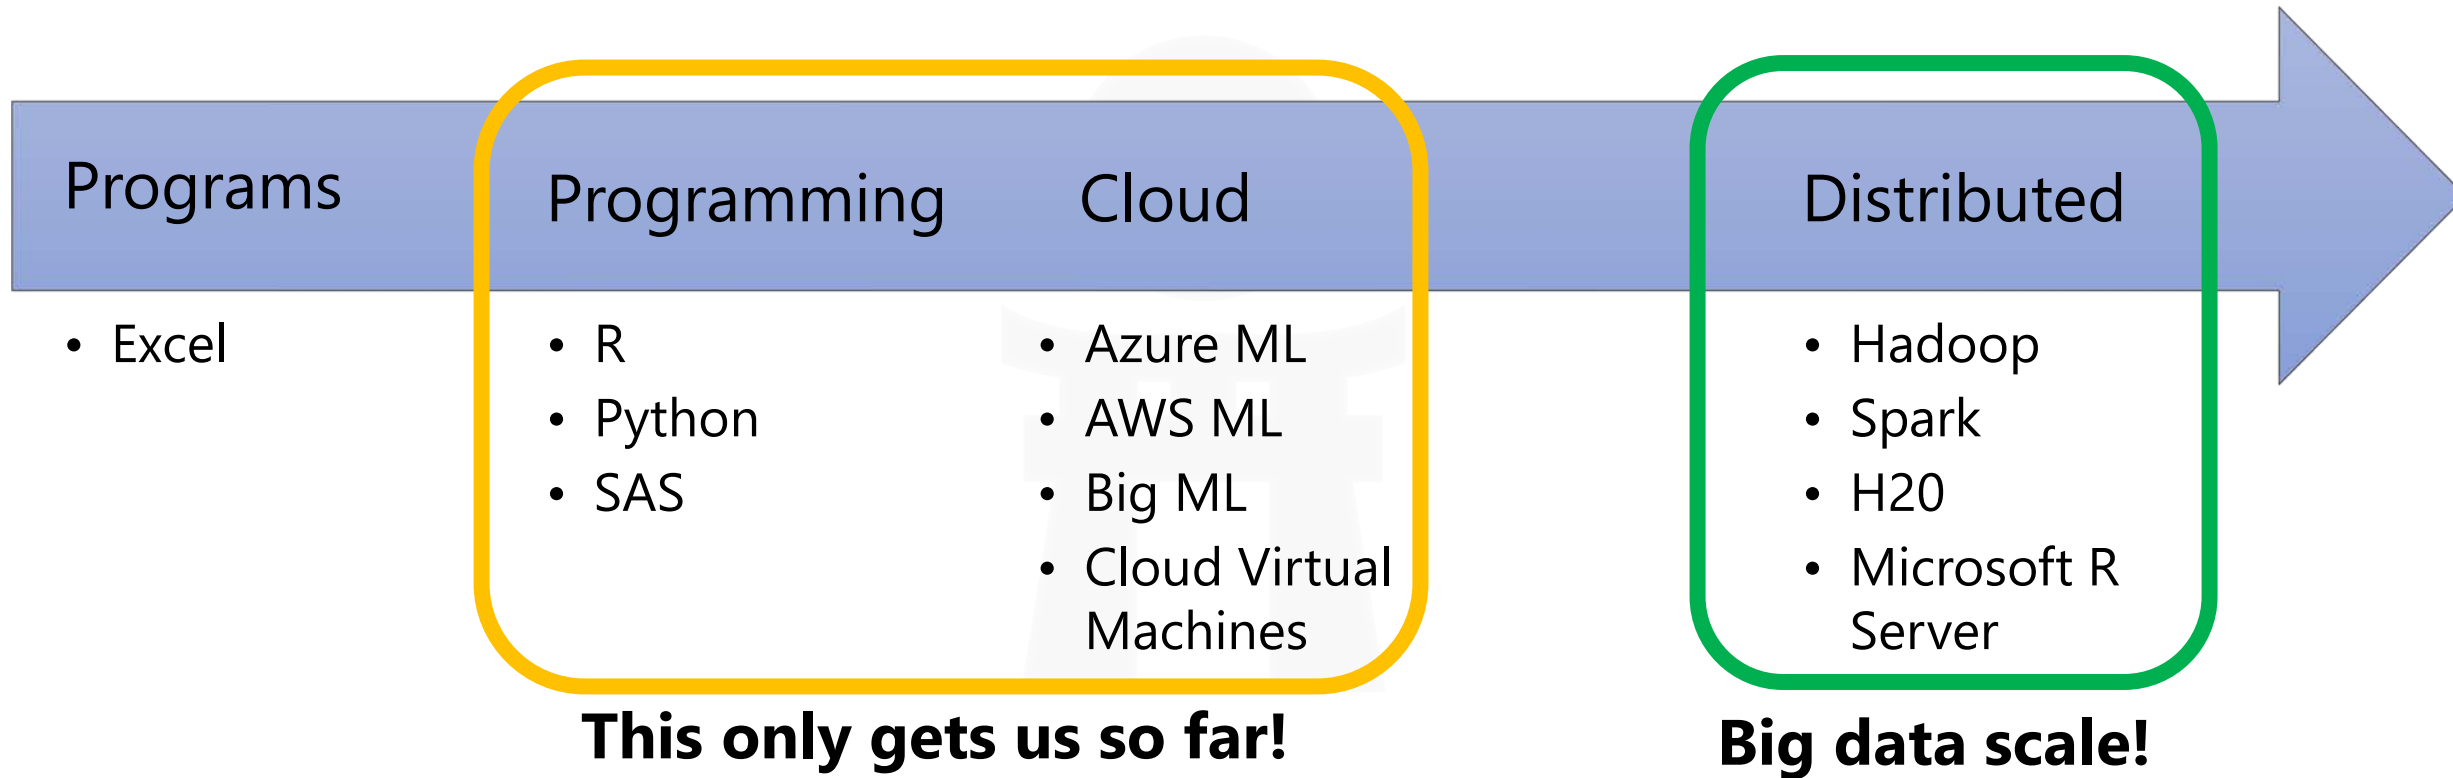 Programs
Programming
Cloud
Distributed
• Excel
• R
• Python
• SAS
• Azure ML
• AWS ML
• Big ML
• Cloud Virtual
Machines
• Hadoop
• Spark
• H20
• Microsoft R
Server
This only gets us so far!
Big data scale!